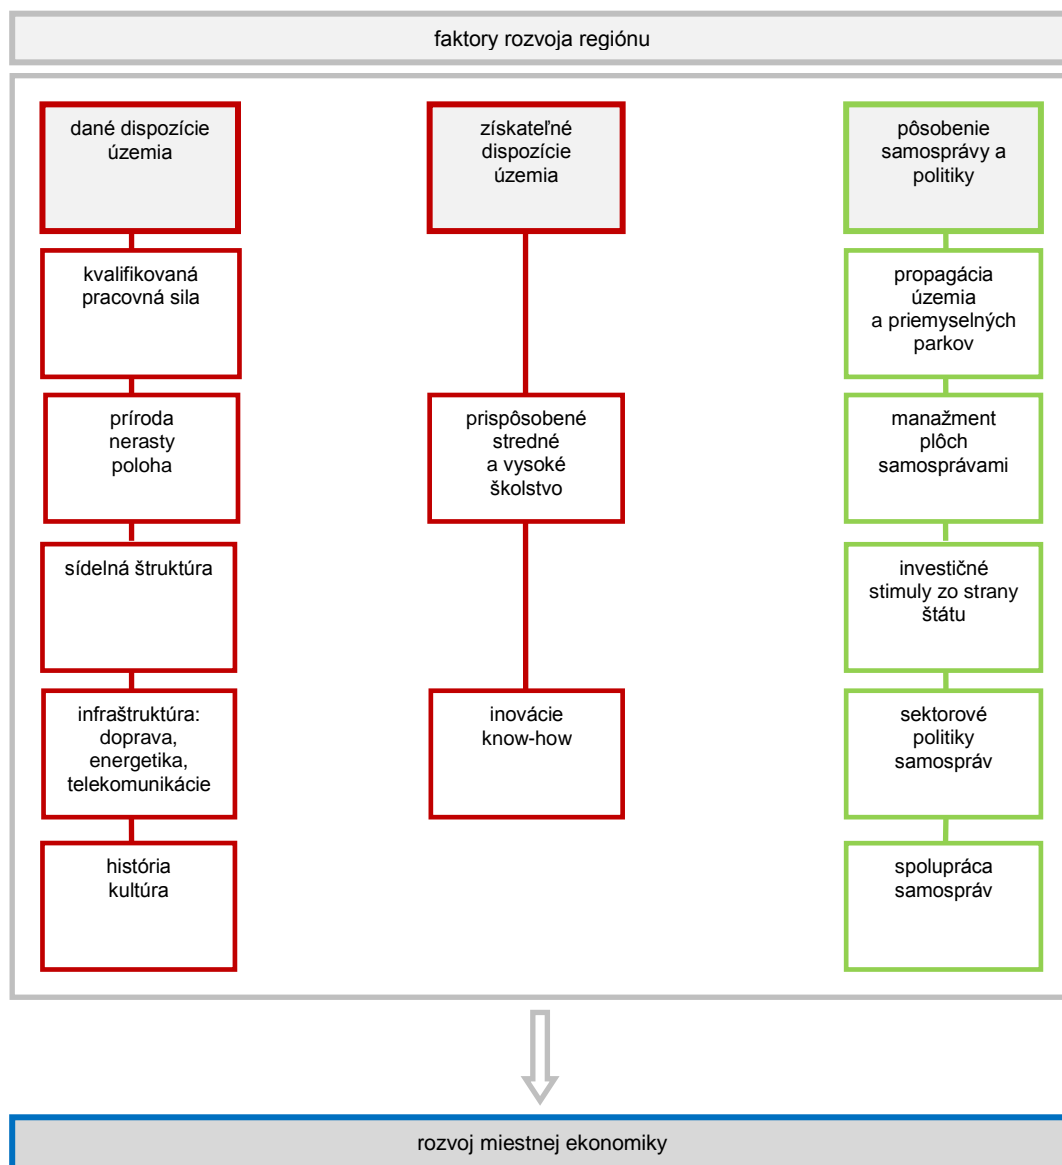 faktory rozvoja regiónu
dané dispozície
územia
kvalifikovaná
pracovná sila
príroda
nerasty
poloha
sídelná štruktúra
infraštruktúra:
doprava,
energetika,
telekomunikácie
história
kultúra
získateľné
dispozície
územia
prispôsobené
stredné
a vysoké
školstvo
inovácie
know-how
pôsobenie
samosprávy a
politiky
propagácia
územia
a priemyselných
parkov
manažment
plôch
samosprávami
investičné
stimuly zo strany
štátu
sektorové
politiky
samospráv
spolupráca
samospráv
rozvoj miestnej ekonomiky